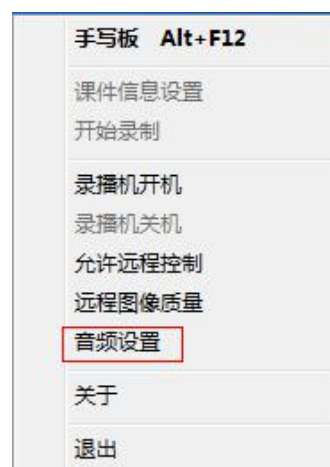 手写板 Alt+F12
课件信息设置
开始录制
录播机开机
录播机关机
允许远程控制
远程图像质量
音频设置
关于
退出